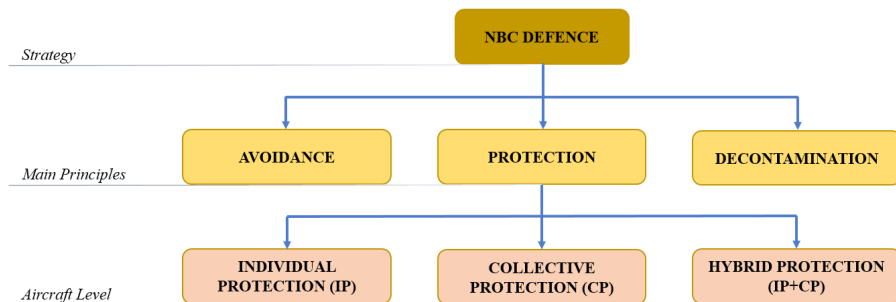 NBC DEFENCE
Strategy
AVOIDANCE
PROTECTION
DECONTAMINATION
Main Principles
INDIVIDUAL
PROTECTION (IP)
COLLECTIVE
PROTECTION (CP)
HYBRID PROTECTION
(IP+CP)
Aircraft Level